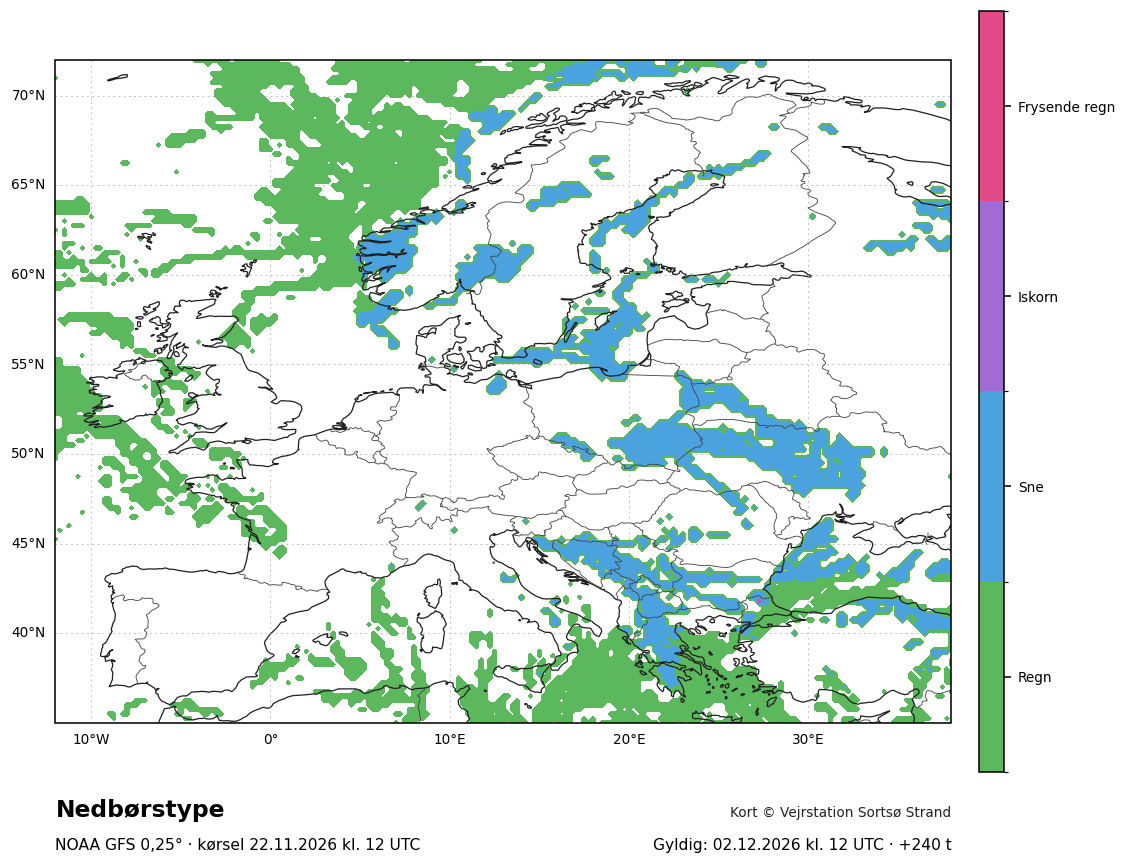 70°N
65°N
60°N
55°N
50°N
45°N
40°N
10°W
0°
10°E
20°E
30°E
Frysende regn
Iskorn
Sne
Regn
Nedbørstype
Kort © Vejrstation Sortsø Strand
NOAA GFS 0,25° · kørsel 22.11.2026 kl. 12 UTC
Gyldig: 02.12.2026 kl. 12 UTC · +240 t